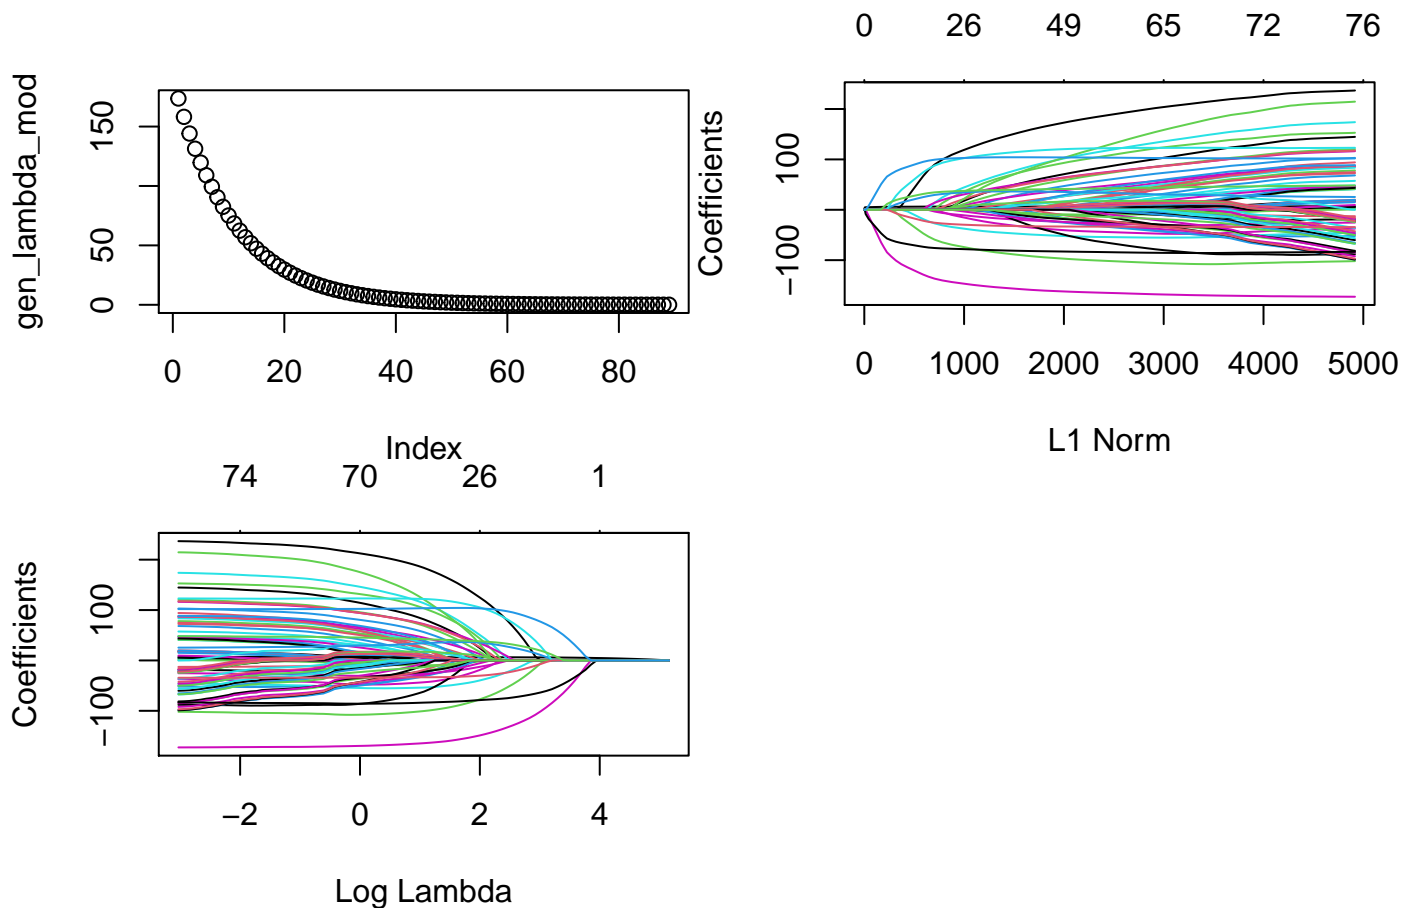 gen_lambda_mod
150
50
0
0 20 40 60 80
Index
0 26 49 65 72 76
Coefficients
100
−100
0 1000 2000 3000 4000 5000
L1 Norm
74 70 26 1
Coefficients
100
−100
−2 0 2 4
Log Lambda